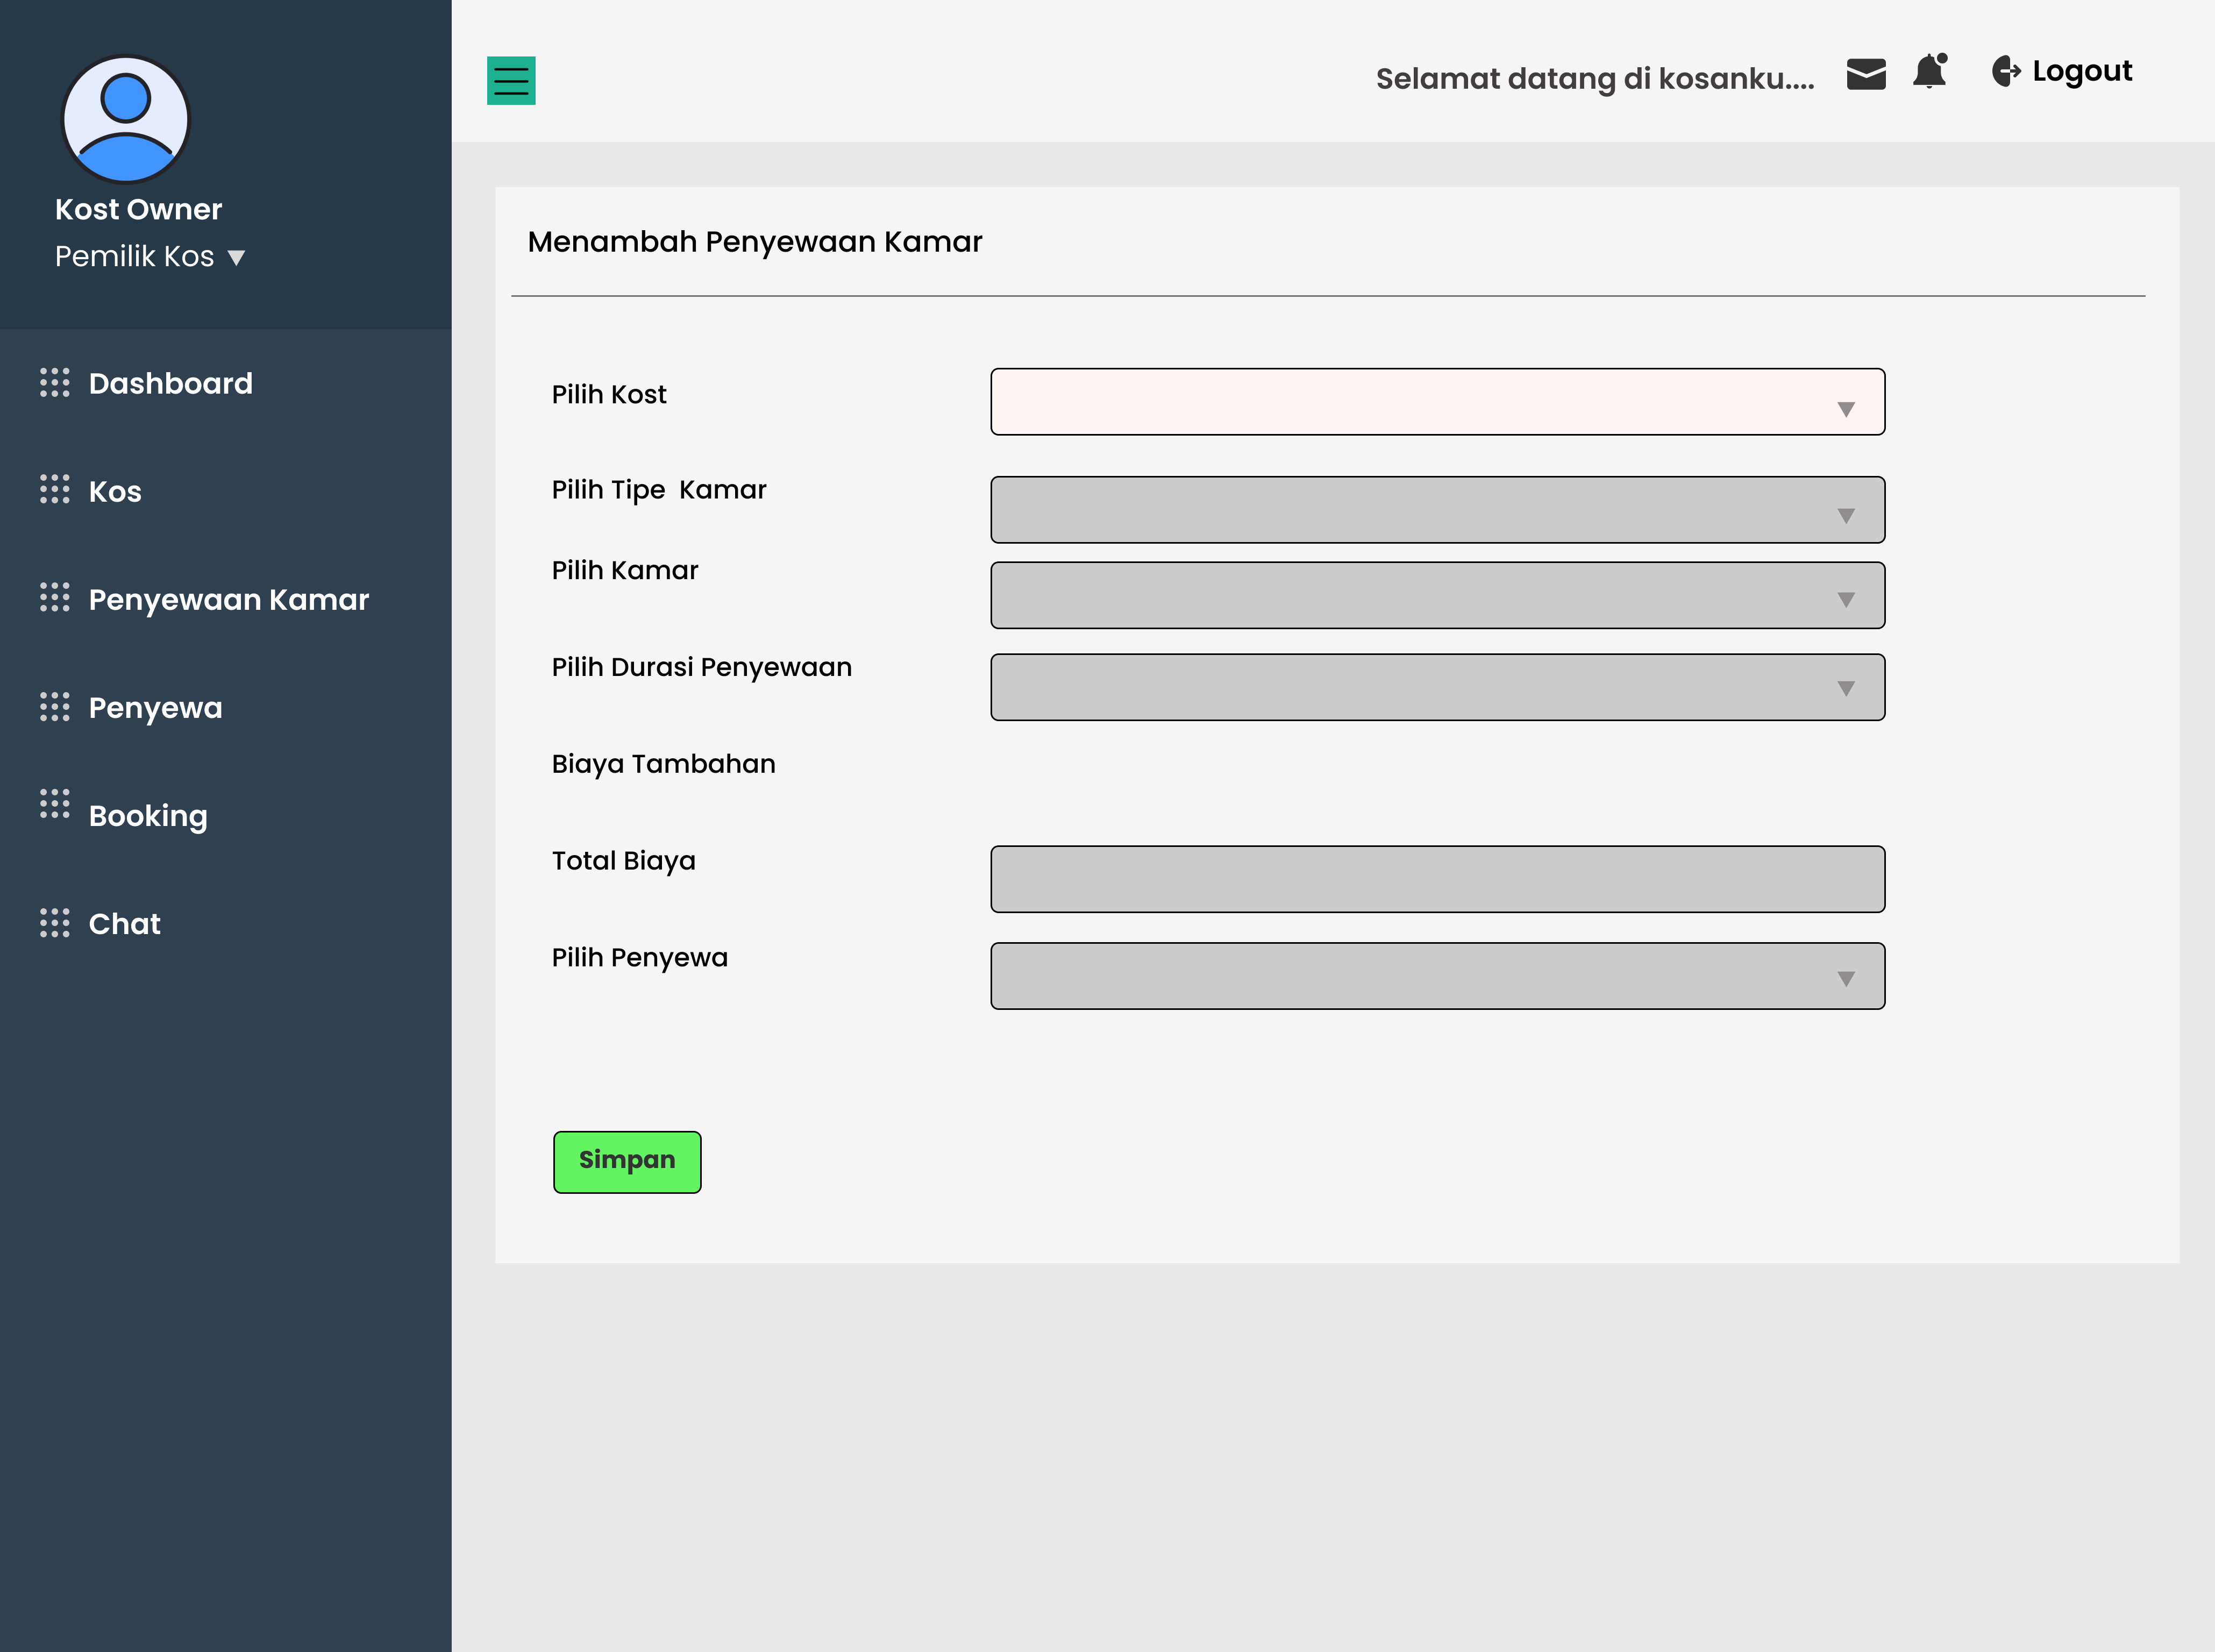 Kost Owner
Pemilik Kos
Dashboard
Kos
Penyewaan Kamar
Penyewa
Booking
Chat
Selamat datang di kosanku....
Logout
Menambah Penyewaan Kamar
Pilih Kost
Pilih Tipe  Kamar
Pilih Kamar
Pilih Durasi Penyewaan
Biaya Tambahan
Total Biaya
Pilih Penyewa
Simpan